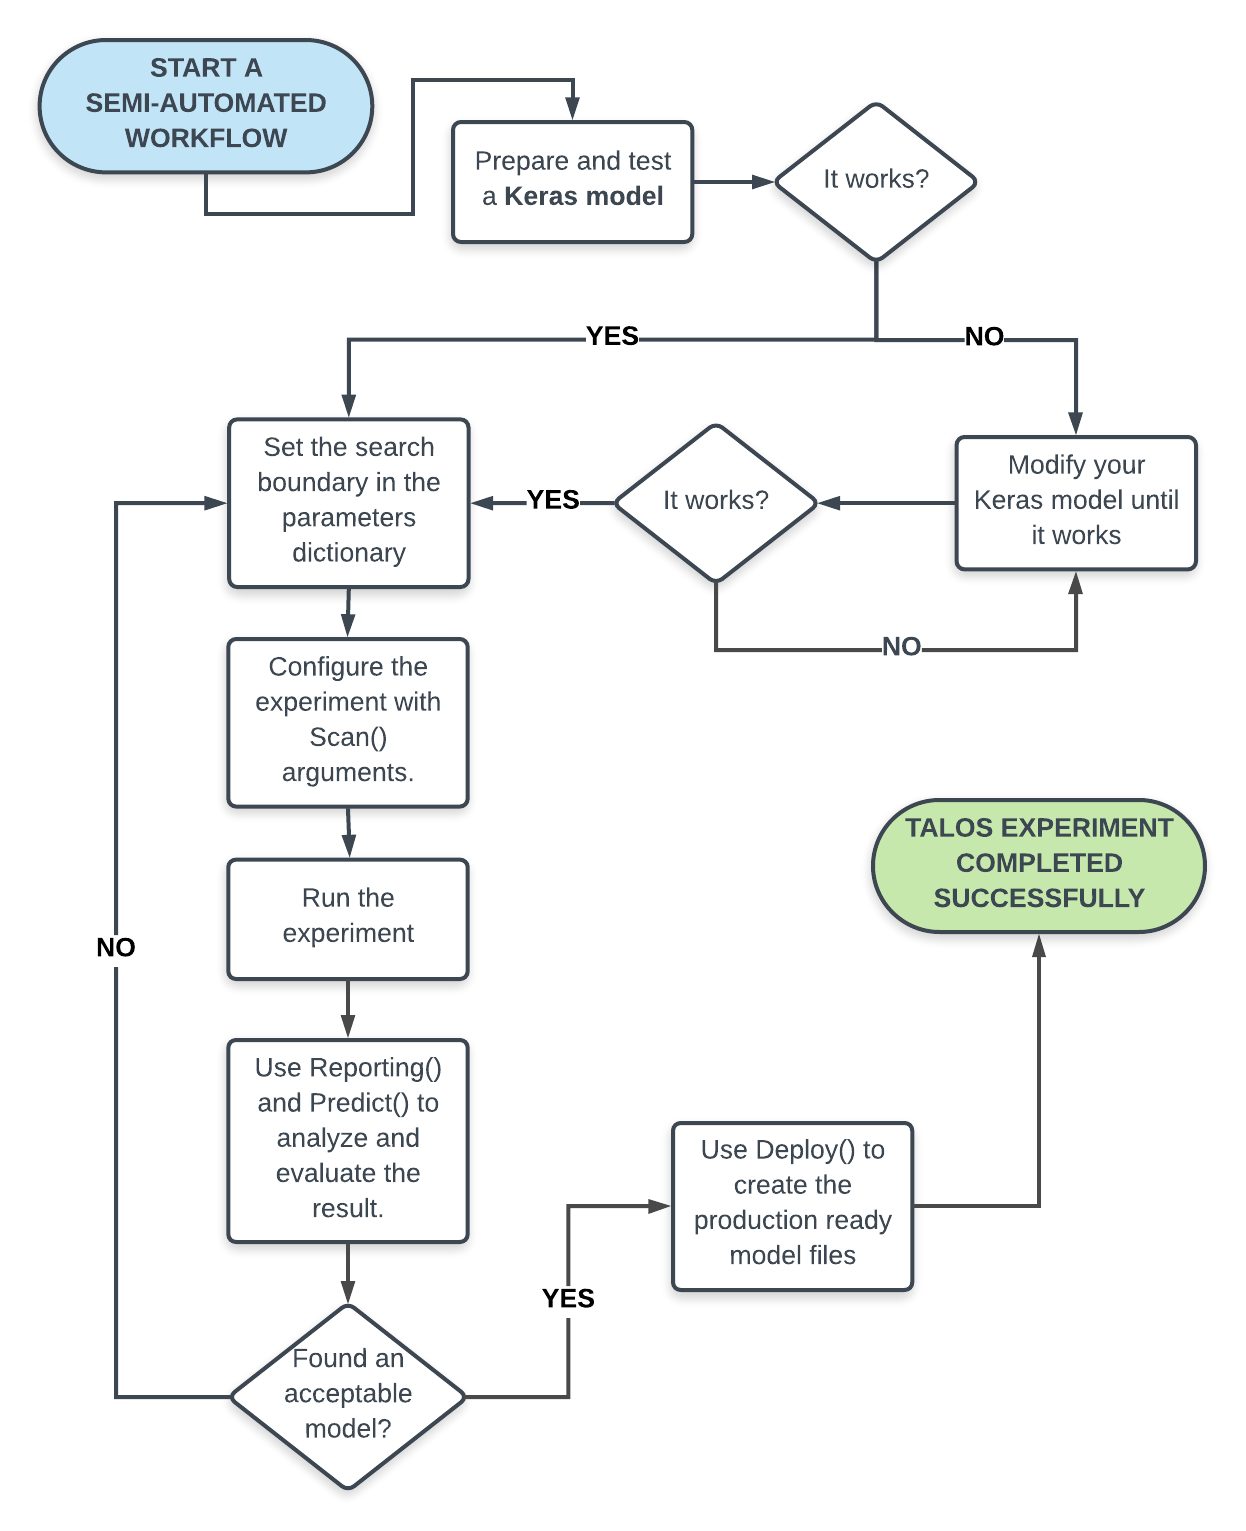 START A
SEMI-AUTOMATED
WORKFLOW
Prepare and test
a Keras model
It works?
YES
NO
Set the search
boundary in the
parameters
dictionary
YES
It works?
Modify your
Keras model until
it works
NO
Configure the
experiment with
Scan()
arguments.
TALOS EXPERIMENT
COMPLETED
SUCCESSFULLY
Run the
experiment
NO
Use Reporting()
and Predict() to
analyze and
evaluate the
result.
Use Deploy() to
create the
production ready
model files
YES
Found an
acceptable
model?